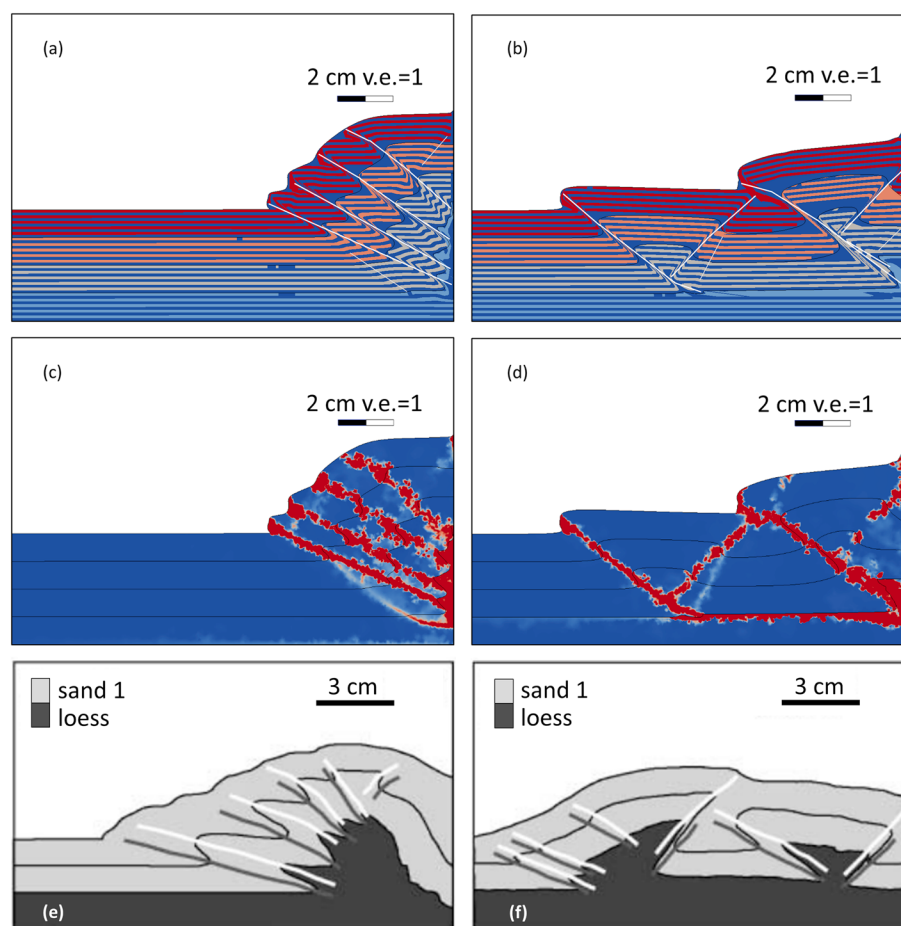 (a)
2 cm v.e.=1
(b)
2 cm v.e.=1
(c)
2 cm v.e.=1
(d)
2 cm v.e.=1
sand 1
loess
3 cm
(e)
sand 1
loess
3 cm
(f)